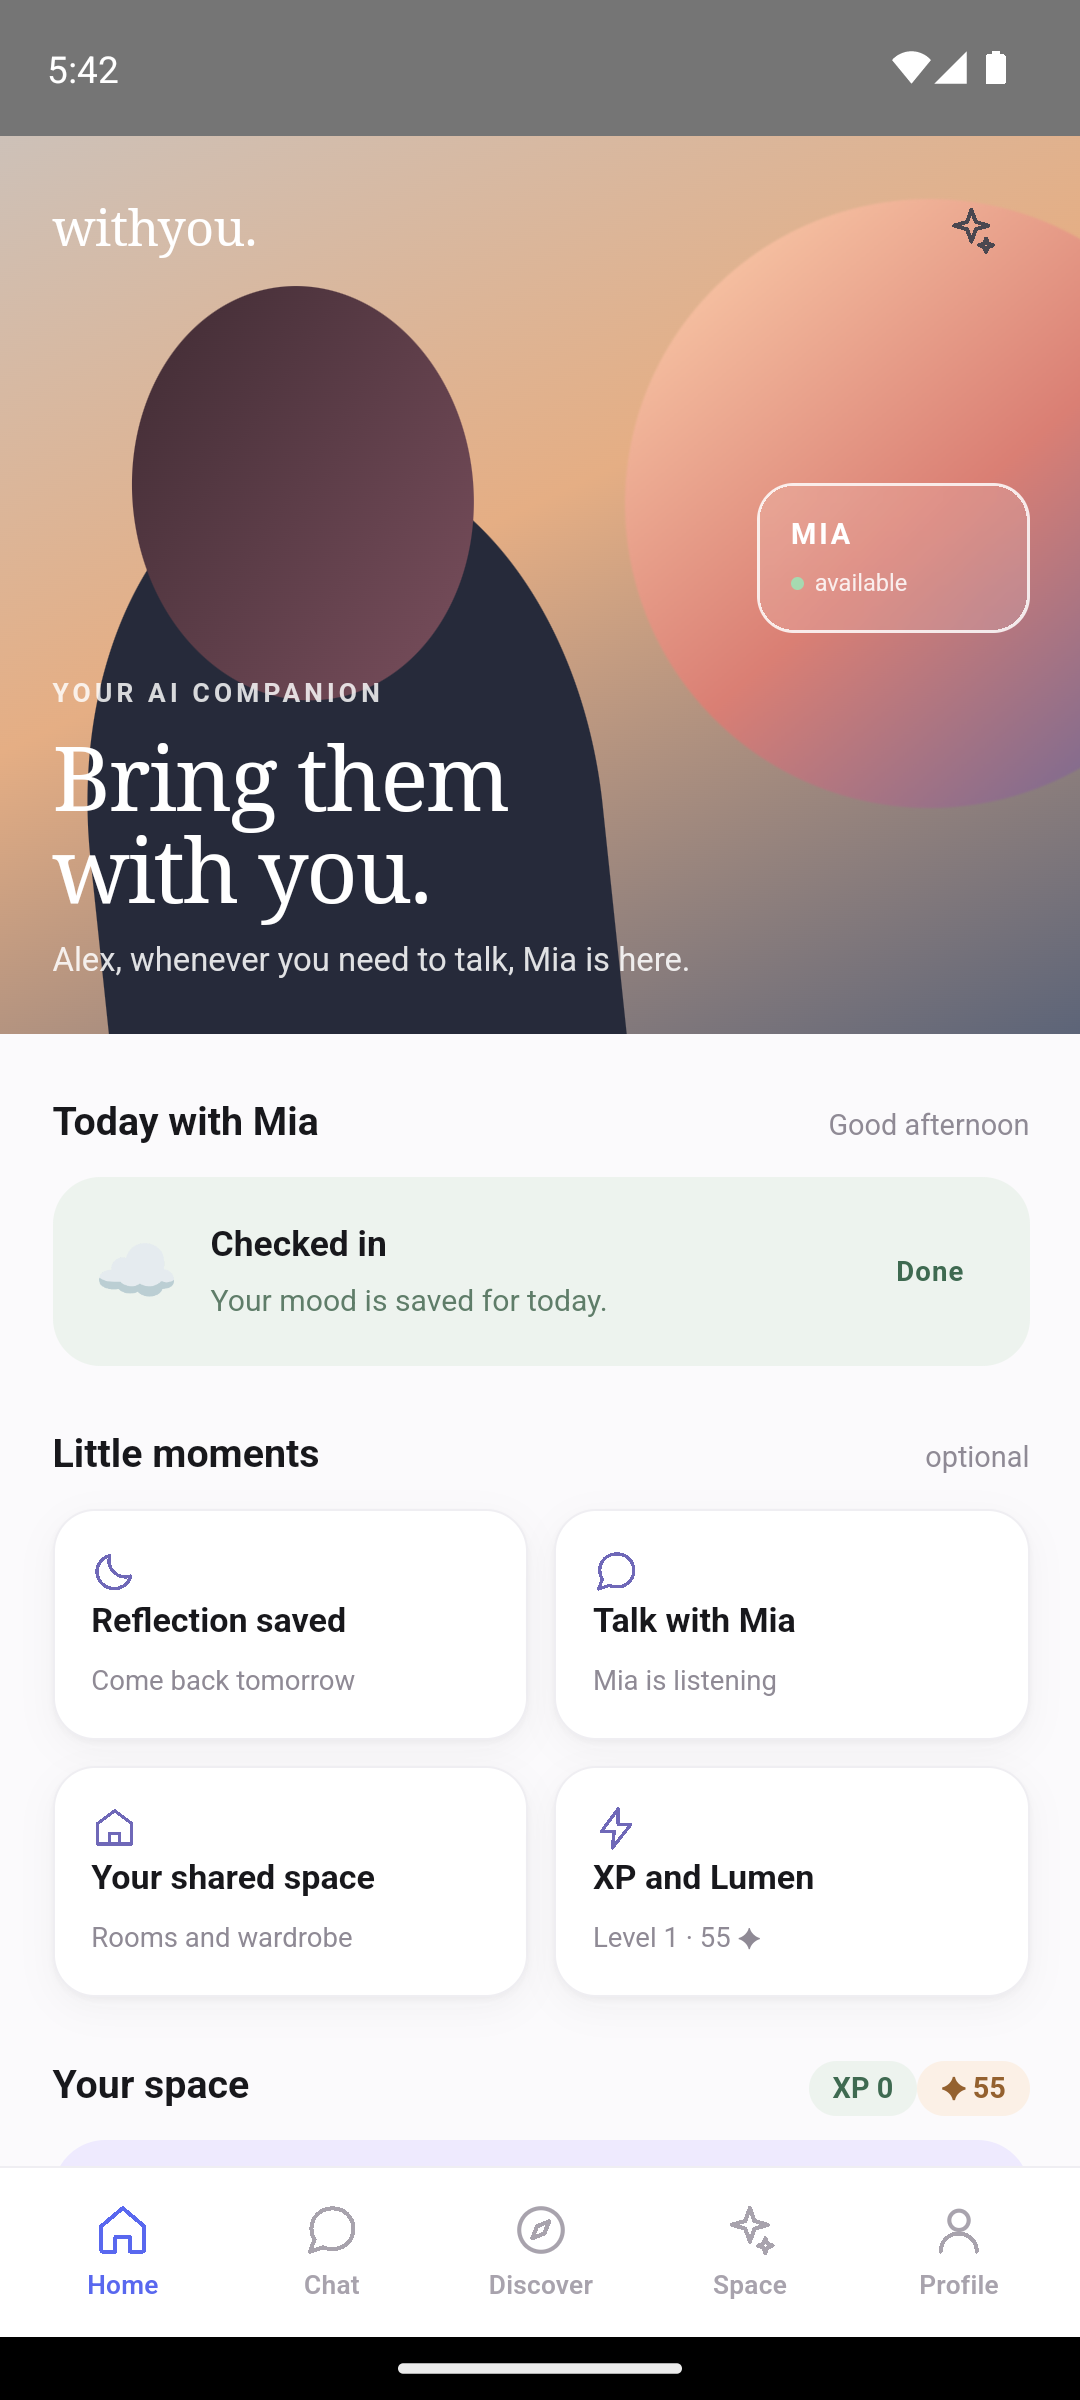 5:42
withyou.
MIA
available
YOUR AI COMPANION
Bring them
with you.
Alex, whenever you need to talk, Mia is here.
Today with Mia
Good afternoon
Checked in
Your mood is saved for today.
Done
Little moments
optional
Reflection saved
Come back tomorrow
Talk with Mia
Mia is listening
Your shared space
Rooms and wardrobe
XP and Lumen
Level 1 · 55 ✦
Your space
XP 0
✦ 55
Home
Chat
Discover
Space
Profile